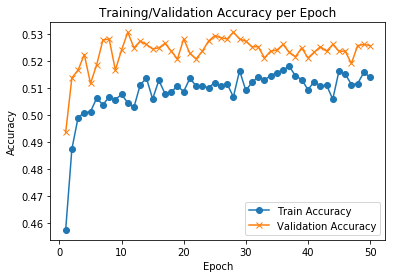 Training/Validation Accuracy per Epoch
Accuracy
0.53
0.52
0.51
0.50
0.49
0.48
0.47
0.46
Train Accuracy
Validation Accuracy
0 10 20 30 40 50
Epoch